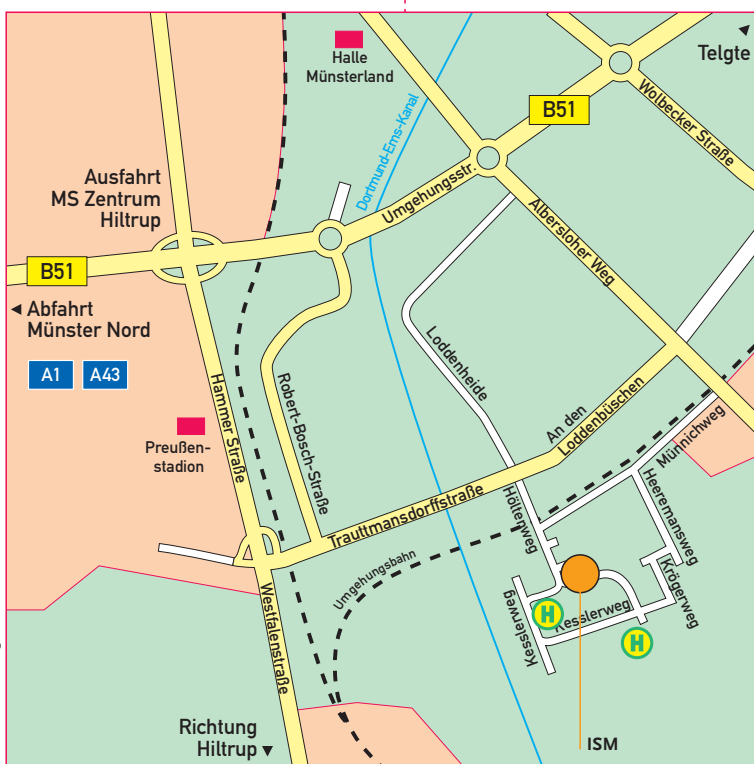 Halle
Münsterland
Telgte
B51
Wolbecker Straße
Dortmund-Ems-Kanal
Ausfahrt
MS Zentrum
Hiltrup
Umgehungsstr.
Albersloher Weg
B51
Abfahrt
Münster Nord
A1
A43
Hammer Straße
Robert-Bosch-Straße
Loddenheide
Preußen-
stadion
An den
Loddenbüschen
Münnichweg
Trauttmansdorffstraße
Höltenweg
Heeremansweg
Umgehungsbahn
Krögerweg
Westfalenstraße
Kesslerweg
H
Kesslerweg
H
Richtung
Hiltrup
ISM